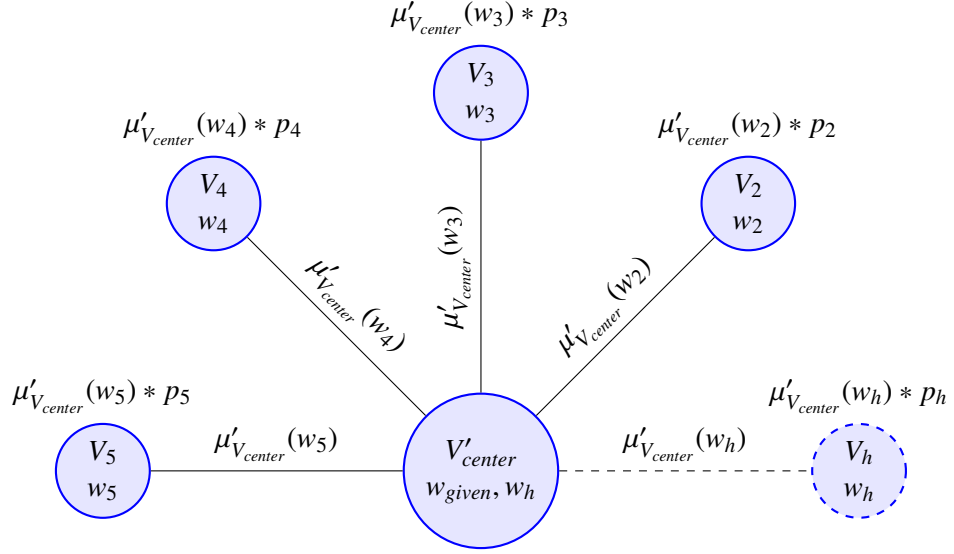 μ′_{V_{center}}(w_3) ∗ p_3
V_3
w_3
μ′_{V_{center}}(w_4) ∗ p_4
V_4
w_4
μ′_{V_{center}}(w_2) ∗ p_2
V_2
w_2
μ′_{V_{center}}(w_4)
μ′_{V_{center}}(w_3)
μ′_{V_{center}}(w_2)
μ′_{V_{center}}(w_5) ∗ p_5
V_5
w_5
μ′_{V_{center}}(w_5)
V′_{center}
w_{given}, w_h
μ′_{V_{center}}(w_h)
μ′_{V_{center}}(w_h) ∗ p_h
V_h
w_h